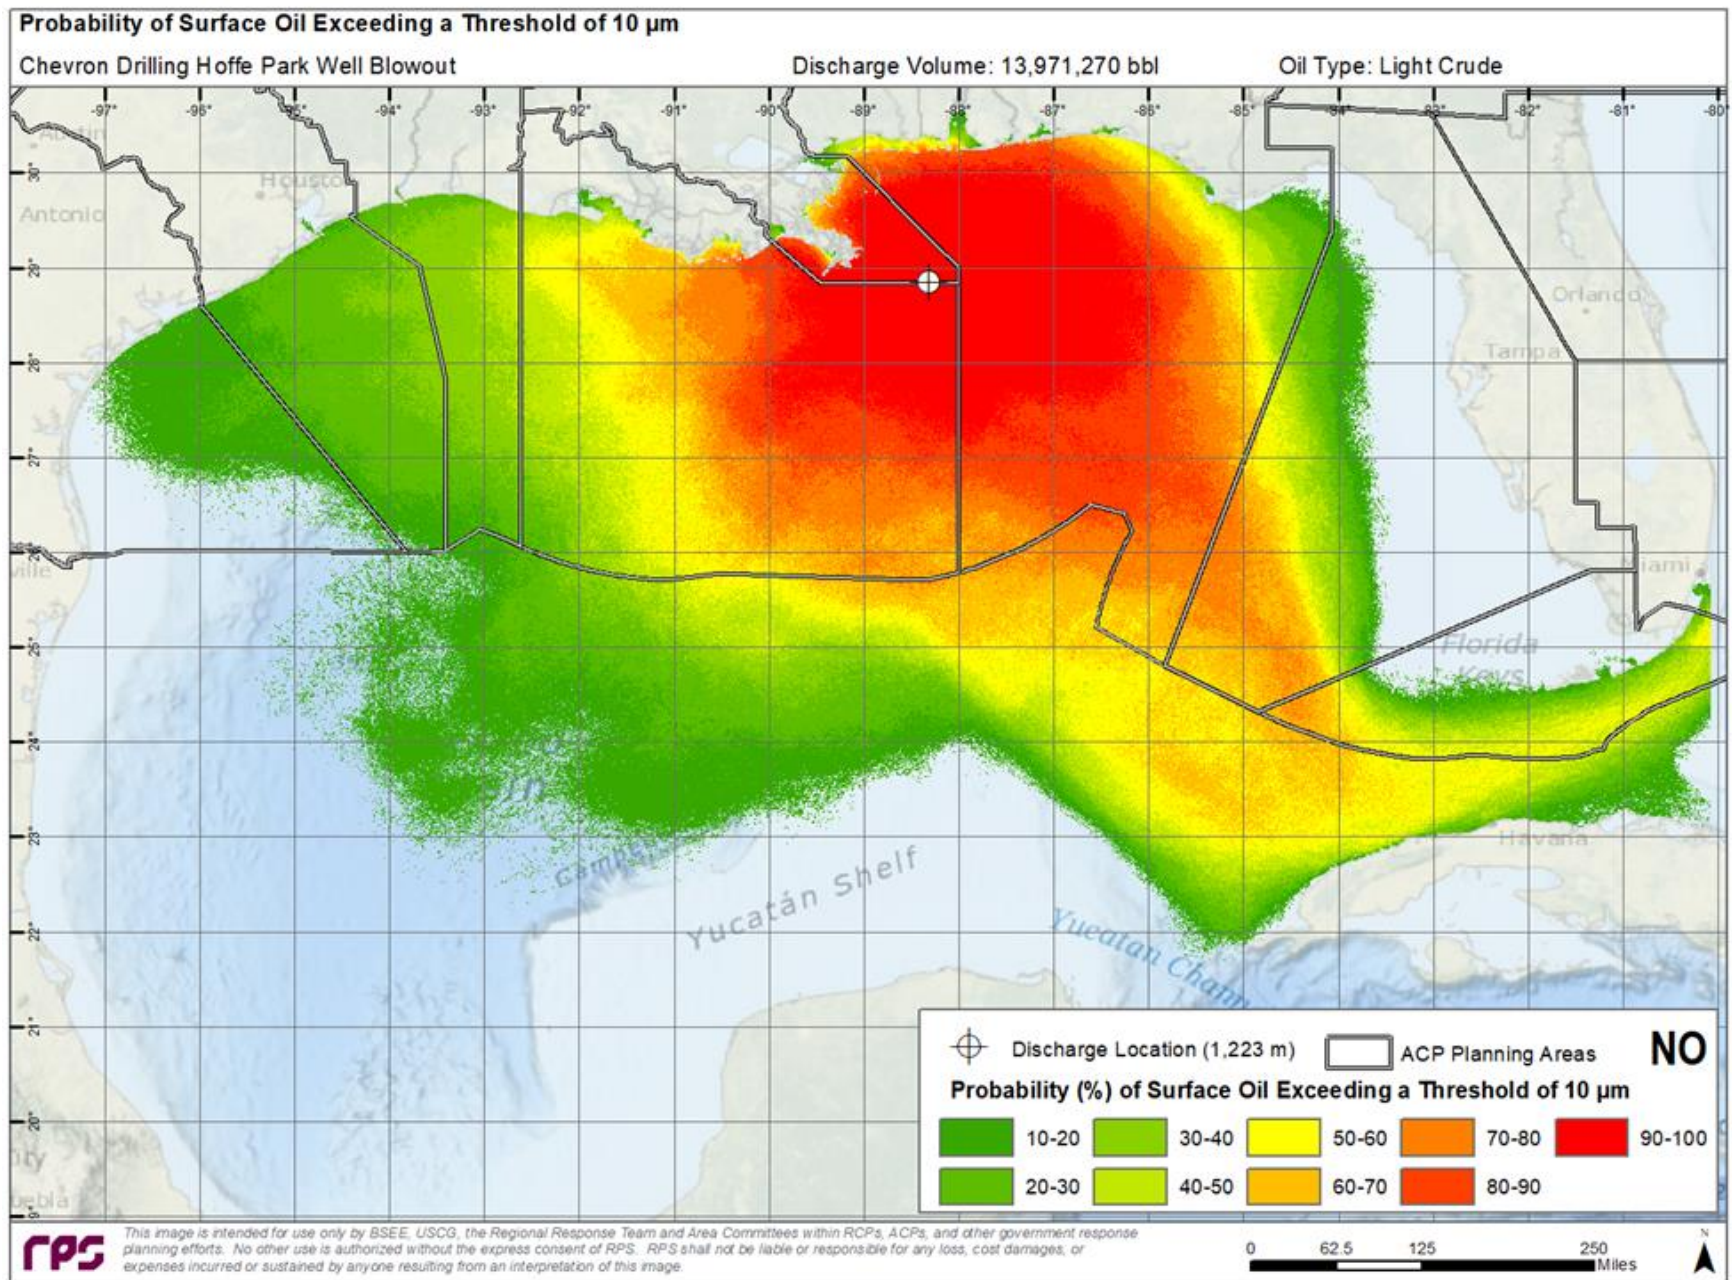 Probability of Surface Oil Exceeding a Threshold of 10 µm
Chevron Drilling Hoffe Park Well Blowout Discharge Volume: 13,971,270 bbl Oil Type: Light Crude
-97° -96° -95° -94° -93° -92° -91° -90° -89° -88° -87° -86° -85° -84° -83° -82° -81° -80
Austin
30°
Housto
Antonio
29°
Orlando
28°
Tampa
27°
26°
ville
iami
25°
Florida
Keys
24°
23°
Havana
Yucatán Shelf
22°
Yucatan Chann
21°
20°
ity
uebla
9°
Discharge Location (1,223 m) ACP Planning Areas NO
Probability (%) of Surface Oil Exceeding a Threshold of 10 µm
10-20 30-40 50-60 70-80 90-100
20-30 40-50 60-70 80-90
rps
This image is intended for use only by BSEE, USCG, the Regional Response Team and Area Committees within RCPs, ACPs, and other government response
planning efforts. No other use is authorized without the express consent of RPS. RPS shall not be liable or responsible for any loss, cost damages, or
expenses incurred or sustained by anyone resulting from an interpretation of this image.
0 62.5 125 250
Miles
N